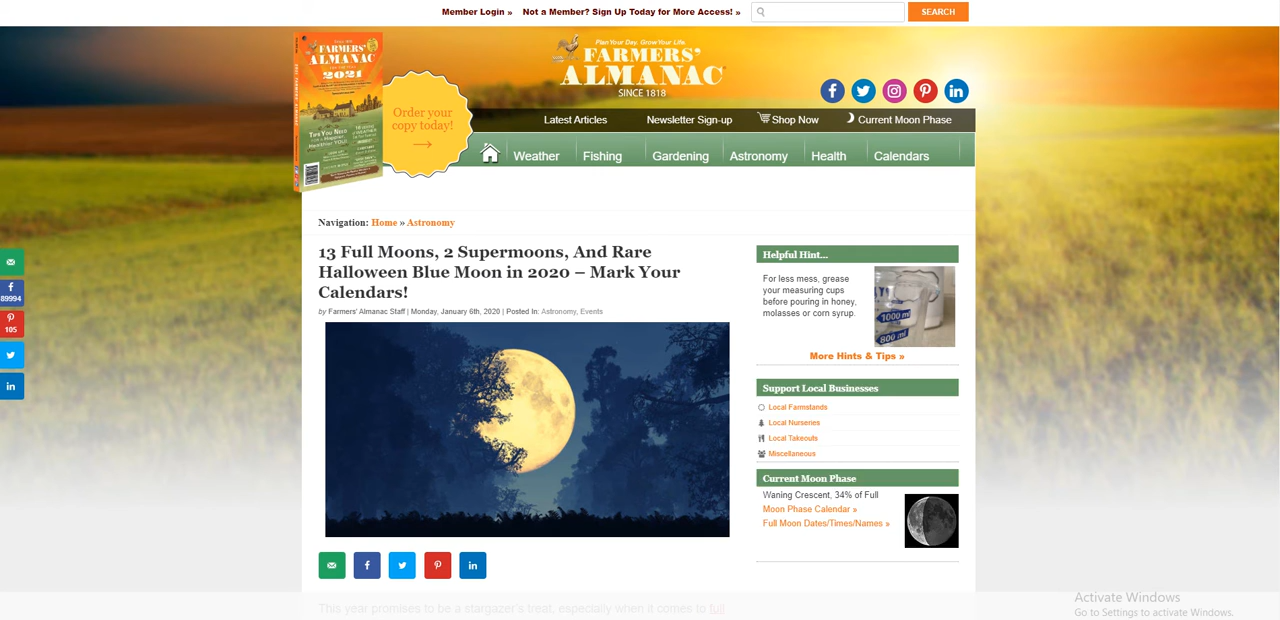 Member Login »
Not a Member? Sign Up Today for More Access! »
SEARCH
FARMERS'
ALMANAC
2021
Order your
copy today!
→
Plan Your Day. Grow Your Life.
FARMERS'
ALMANAC
SINCE 1818
Latest Articles
Newsletter Sign-up
Shop Now
Current Moon Phase
Weather
Fishing
Gardening
Astronomy
Health
Calendars
Navigation: Home » Astronomy
13 Full Moons, 2 Supermoons, And Rare
Halloween Blue Moon in 2020 – Mark Your
Calendars!
by Farmers' Almanac Staff | Monday, January 6th, 2020 | Posted In: Astronomy, Events
89994
105
Helpful Hint...
For less mess, grease
your measuring cups
before pouring in honey,
molasses or corn syrup.
1000 ml
800 ml
More Hints & Tips »
Support Local Businesses
Local Farmstands
Local Nurseries
Local Takeouts
Miscellaneous
Current Moon Phase
Waning Crescent, 34% of Full
Moon Phase Calendar »
Full Moon Dates/Times/Names »
This year promises to be a stargazer's treat, especially when it comes to full
Activate Windows
Go to Settings to activate Windows.